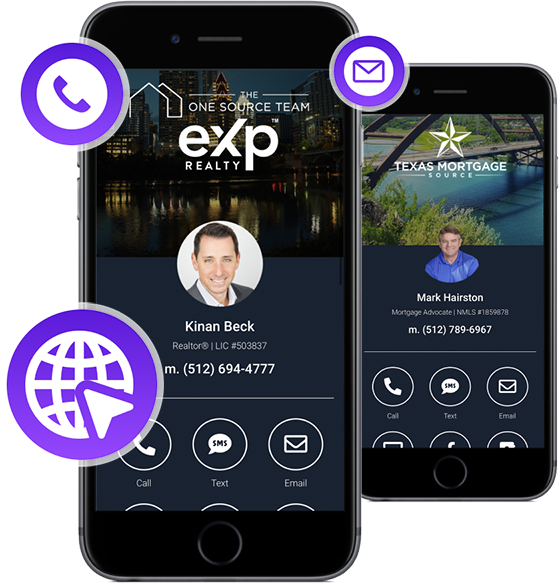 THE
ONE SOURCE TEAM
eXp™
REALTY
Kinan Beck
Realtor® | LIC #503837
m. (512) 694-4777
SMS
Call
Text
Email
TEXAS MORTGAGE
SOURCE
Mark Hairston
Mortgage Advocate | NMLS #1859878
m. (512) 789-6967
SMS
Call
Text
Email